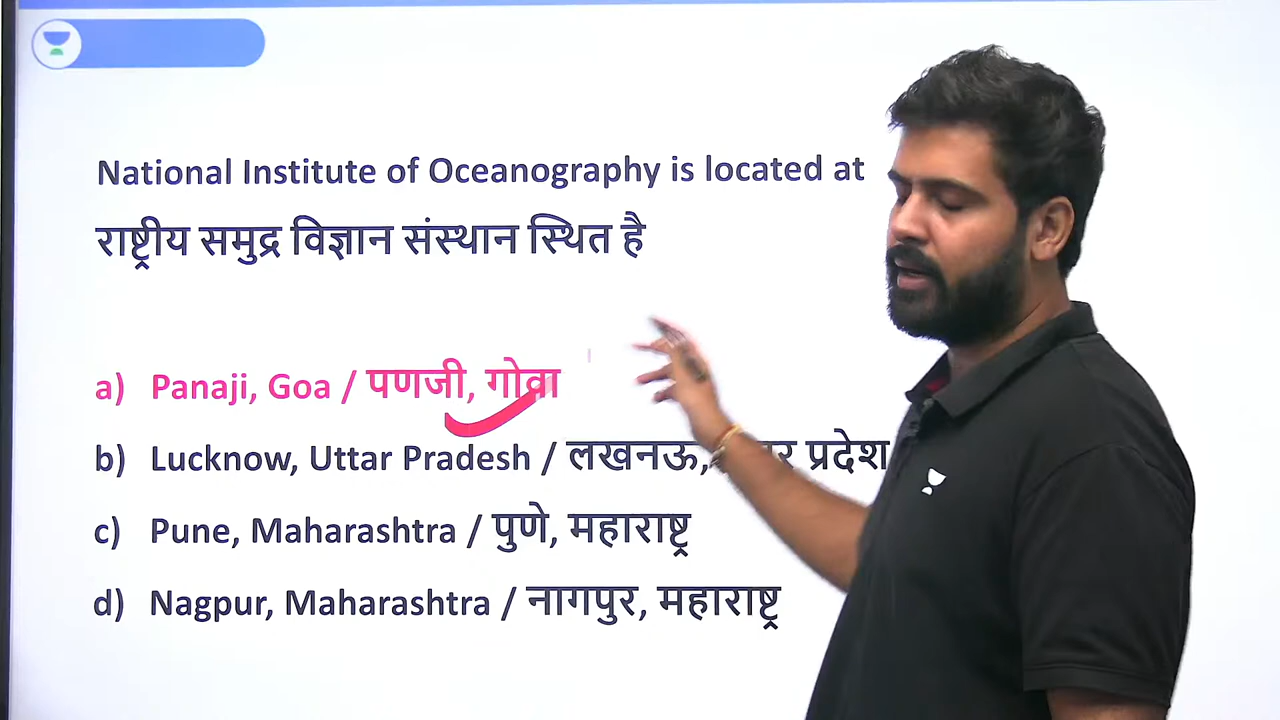 National Institute of Oceanography is located at
राष्ट्रीय समुद्र विज्ञान संस्थान स्थित है
a) Panaji, Goa / पणजी, गोवा
b) Lucknow, Uttar Pradesh / लखनऊ, प्रदेश
c) Pune, Maharashtra / पुणे, महाराष्ट्र
d) Nagpur, Maharashtra / नागपुर, महाराष्ट्र